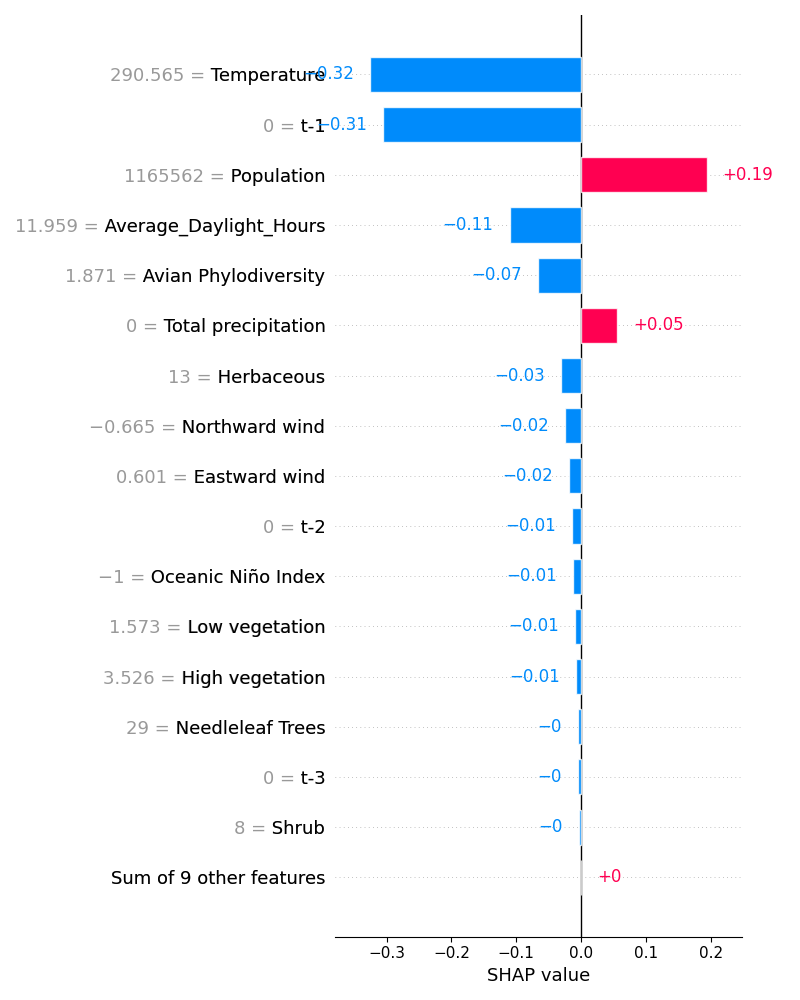 290.565 = Temperature −0.32
0 = t-1 −0.31
1165562 = Population +0.19
11.959 = Average_Daylight_Hours −0.11
1.871 = Avian Phylodiversity −0.07
0 = Total precipitation +0.05
13 = Herbaceous −0.03
−0.665 = Northward wind −0.02
0.601 = Eastward wind −0.02
0 = t-2 −0.01
−1 = Oceanic Niño Index −0.01
1.573 = Low vegetation −0.01
3.526 = High vegetation −0.01
29 = Needleleaf Trees −0
0 = t-3 −0
8 = Shrub −0
Sum of 9 other features +0
−0.3 −0.2 −0.1 0.0 0.1 0.2
SHAP value